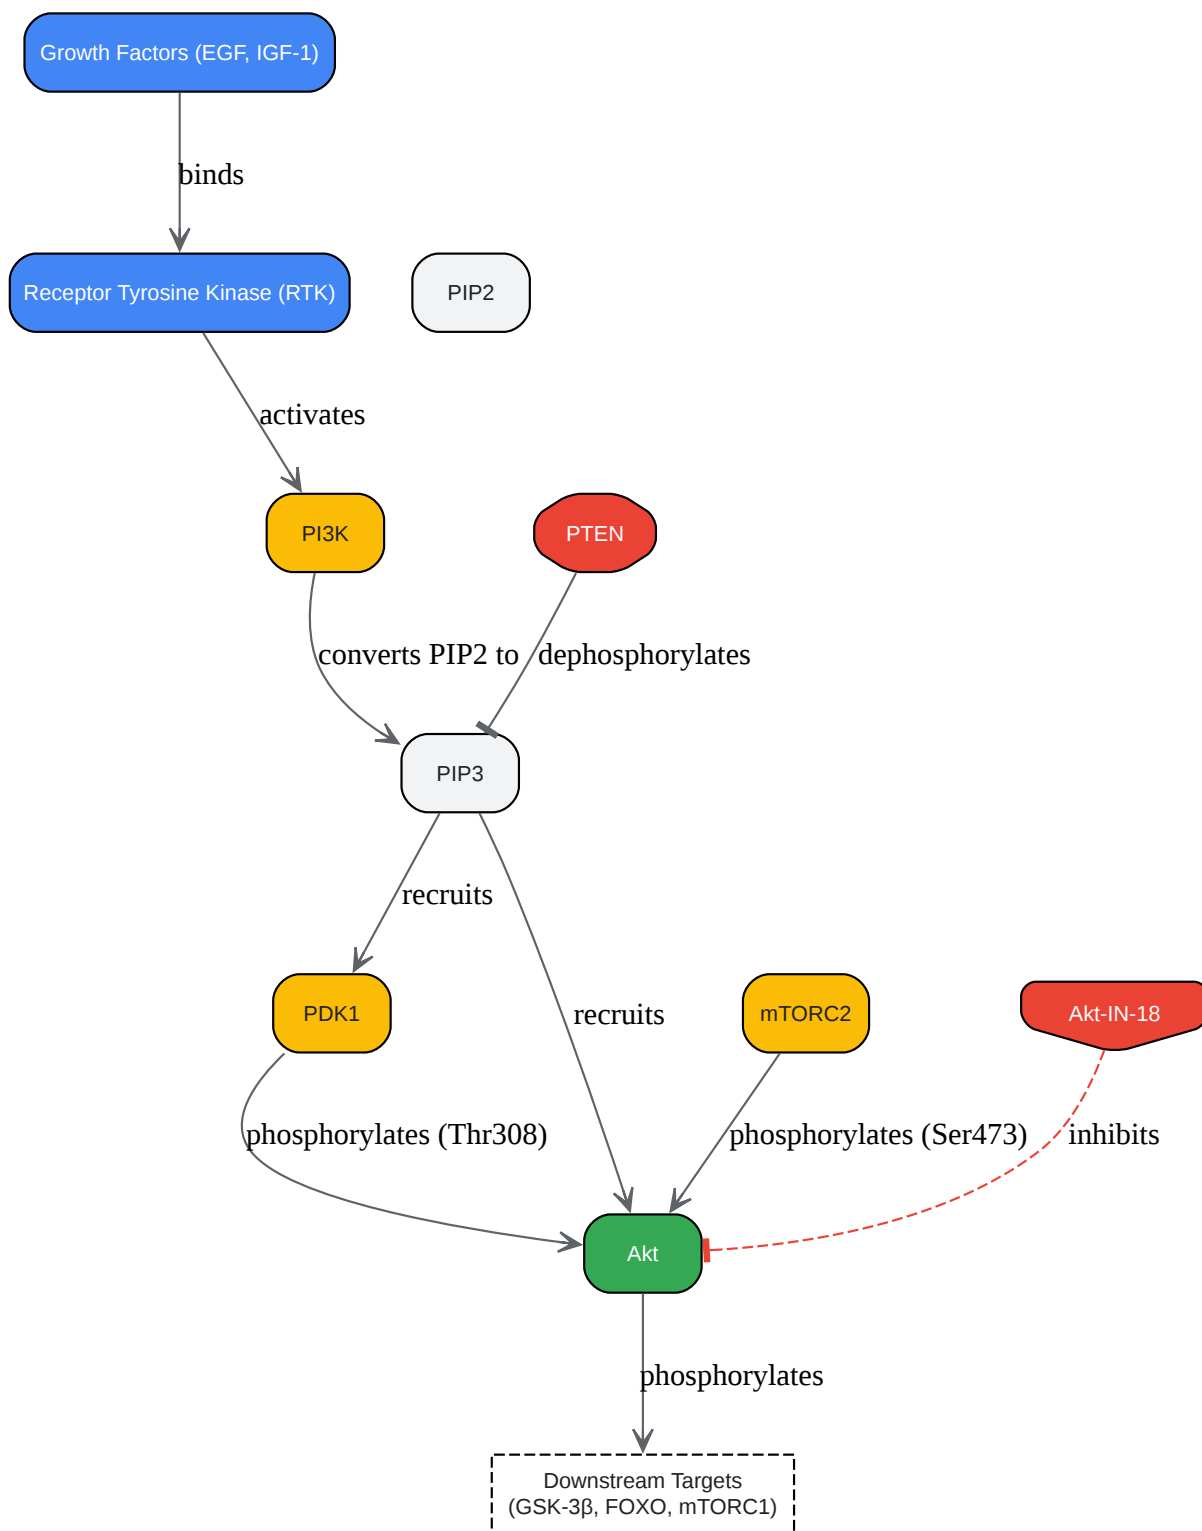 Growth Factors (EGF, IGF-1)
binds
Receptor Tyrosine Kinase (RTK)
PIP2
activates
PI3K
PTEN
converts PIP2 to
dephosphorylates
PIP3
recruits
PDK1
recruits
mTORC2
Akt-IN-18
phosphorylates (Thr308)
phosphorylates (Ser473)
inhibits
Akt
phosphorylates
Downstream Targets
(GSK-3β, FOXO, mTORC1)